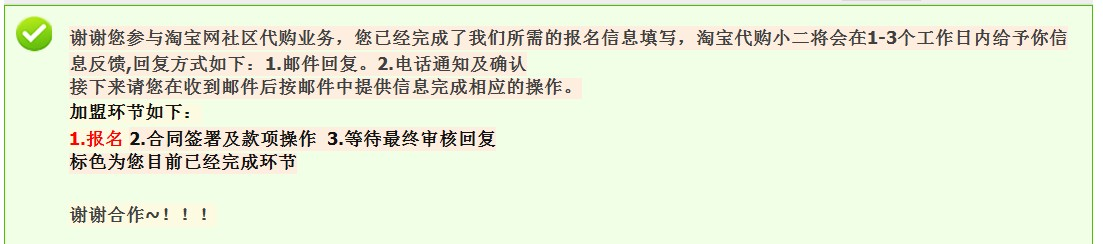 谢谢您参与淘宝网社区代购业务，您已经完成了我们所需的报名信息填写，淘宝代购小二将会在1-3个工作日内给予你信
息反馈,回复方式如下：1.邮件回复。2.电话通知及确认
接下来请您在收到邮件后按邮件中提供信息完成相应的操作。
加盟环节如下：
1.报名 2.合同签署及款项操作 3.等待最终审核回复
标色为您目前已经完成环节
谢谢合作~！！！